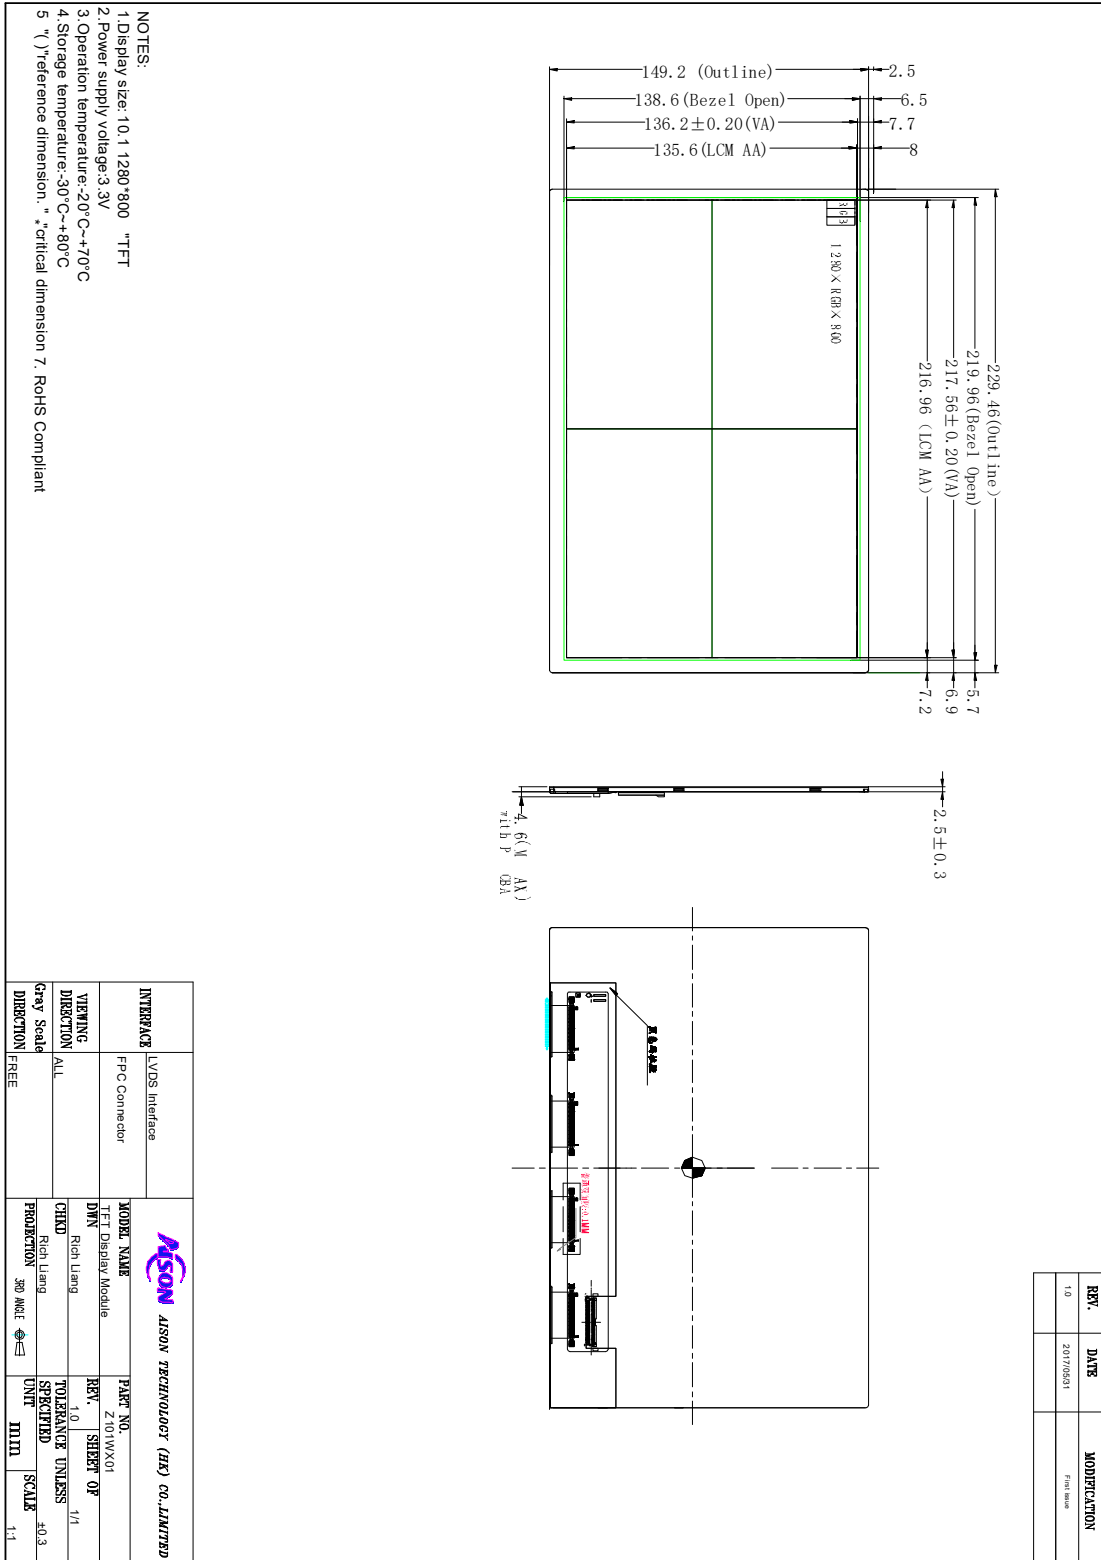 149.2 (Outline)
2.5
138.6(Bezel Open)
6.5
136.2±0.20(VA)
7.7
135.6(LCM AA)
8
229.46(Outline)
219.96(Bezel Open)
217.56±0.20(VA)
216.96 (LCM AA)
5.7
6.9
7.2
1280×RGB×800
2.5±0.3
4.6(M AX)
with P CBA
NOTES:
1.Display size:10.1 1280*800 "TFT
2.Power supply voltage:3.3V
3.Operation temperature:-20°C~+70°C
4.Storage temperature:-30°C~+80°C
5 "( )"reference dimension. " *"critical dimension 7. RoHS Compliant
REV. DATE MODIFICATION
1.0 2017/05/31 First issue
INTERFACE
LVDS Interface
FPC Connector
VIEWING DIRECTION
ALL
Gray Scale DIRECTION
FREE
AISON
AISON TECHNOLOGY (HK) CO.,LIMITED
MODEL NAME
TFT Display Module
PART NO.
Z101WX01
DWN
Rich Liang
REV.
1.0
SHEET OF
1/1
CHKD
Rich Liang
TOLERANCE UNLESS
SPECIFIED
±0.3
PROJECTION 3RD ANGLE
UNIT mm
SCALE 1:1